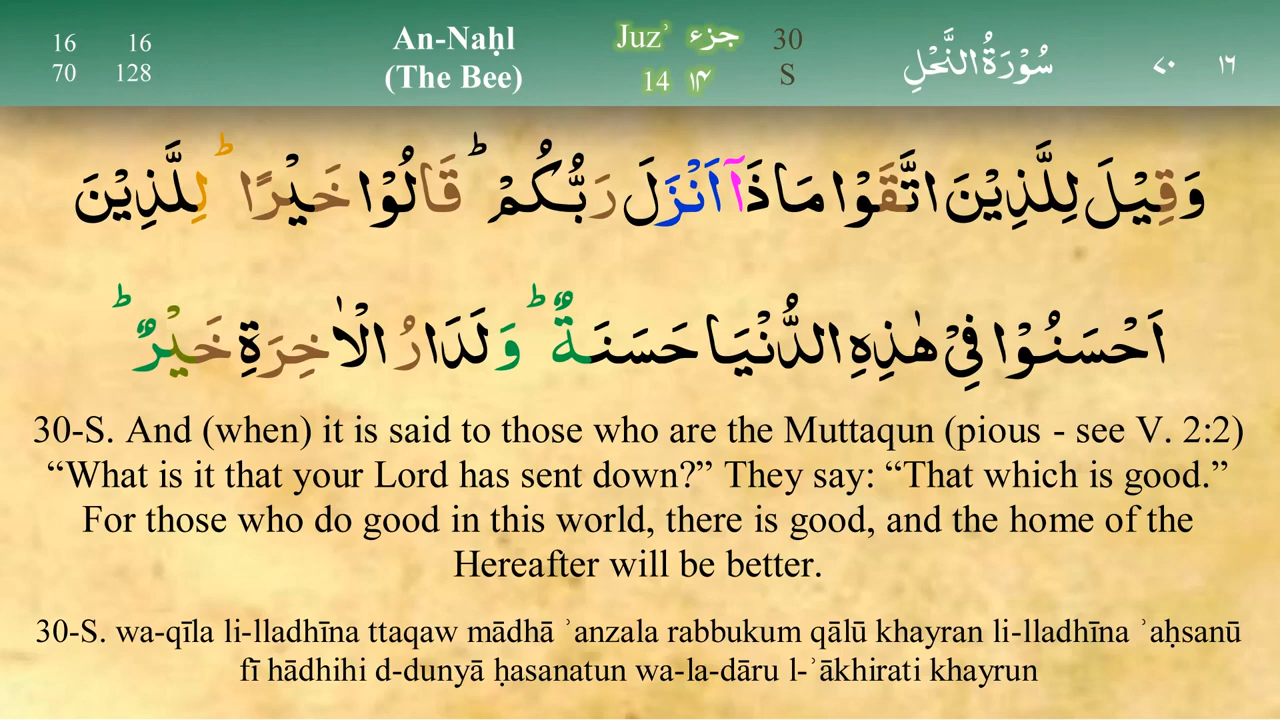 16 16 An-Naḥl Juzʾ جزء 30 سُوْرَةُ النَّحْلِ ٧٠ ١٦
70 128 (The Bee) 14 ١۴ S
وَقِيْلَ لِلَّذِيْنَ اتَّقَوْا مَاذَآ اَنْزَلَ رَبُّكُمْ ؕ قَالُوْا خَيْرًا ؕ لِلَّذِيْنَ
اَحْسَنُوْا فِیْ هٰذِهِ الدُّنْيَا حَسَنَةٌ ؕ وَ لَدَارُ الْاٰخِرَةِ خَيْرٌ ؕ
30-S. And (when) it is said to those who are the Muttaqun (pious - see V. 2:2)
“What is it that your Lord has sent down?” They say: “That which is good.”
For those who do good in this world, there is good, and the home of the
Hereafter will be better.
30-S. wa-qīla li-lladhīna ttaqaw mādhā ʾanzala rabbukum qālū khayran li-lladhīna ʾaḥsanū
fī hādhihi d-dunyā ḥasanatun wa-la-dāru l-ʾākhirati khayrun